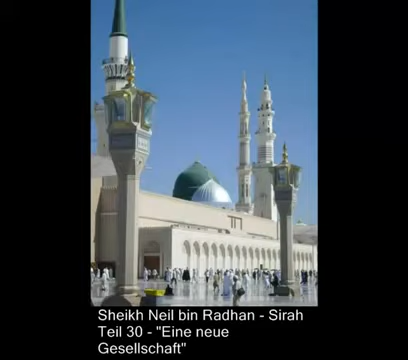 Sheikh Neil bin Radhan - Sirah
Teil 30 - "Eine neue
Gesellschaft"